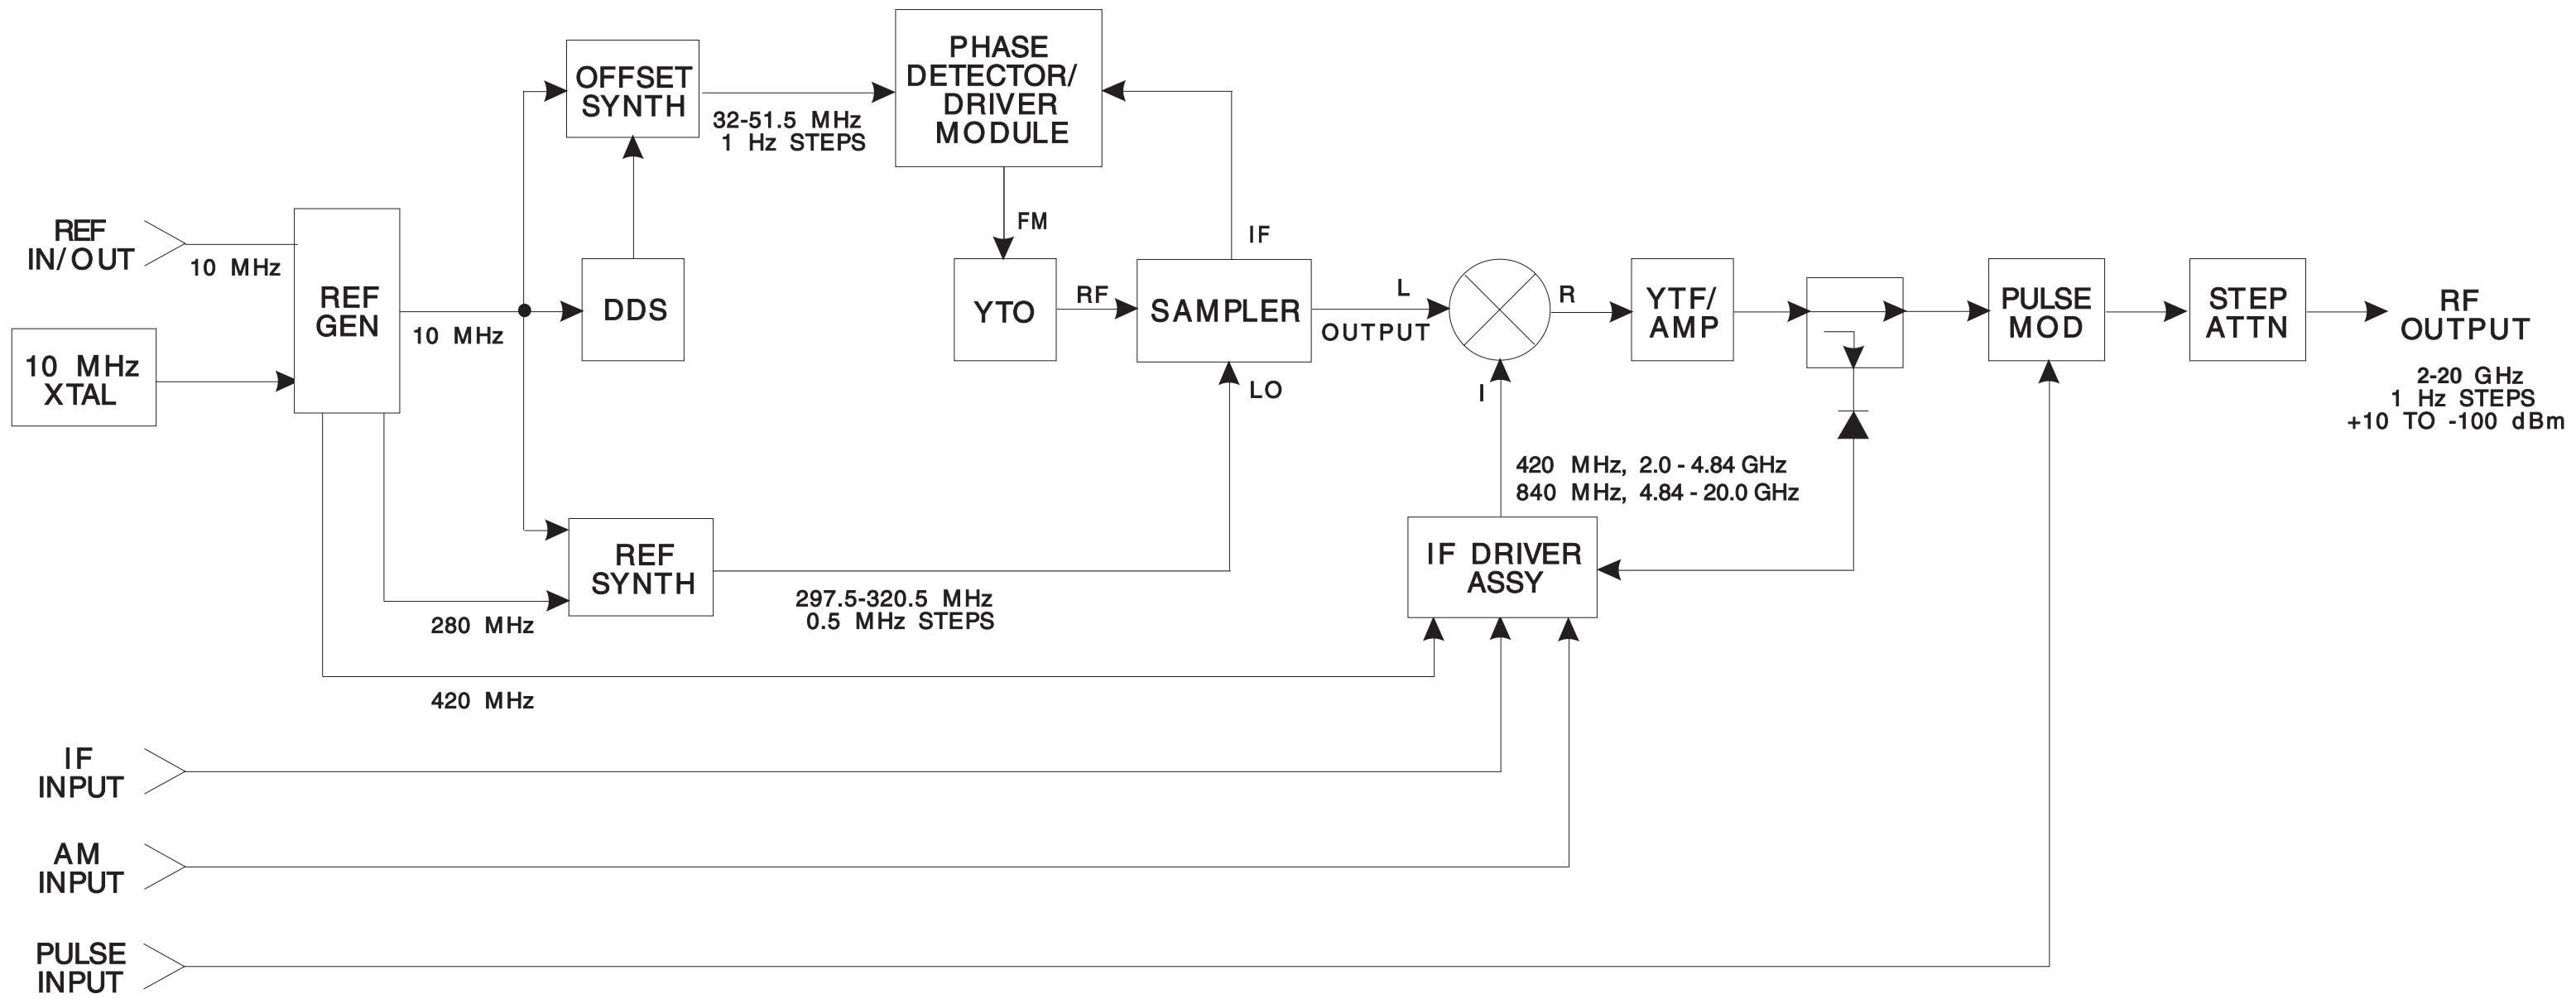 PHASE
DETECTOR/
DRIVER
MODULE
OFFSET
SYNTH
32-51.5 MHz
1 Hz STEPS
REF
IN/OUT
10 MHz
10 MHz
XTAL
REF
GEN
10 MHz
DDS
FM
YTO
RF
IF
SAMPLER
LO
L
OUTPUT
R
I
YTF/
AMP
PULSE
MOD
STEP
ATTN
RF
OUTPUT
2-20 GHz
1 Hz STEPS
+10 TO -100 dBm
420 MHz, 2.0 - 4.84 GHz
840 MHz, 4.84 - 20.0 GHz
REF
SYNTH
297.5-320.5 MHz
0.5 MHz STEPS
280 MHz
IF DRIVER
ASSY
420 MHz
IF
INPUT
AM
INPUT
PULSE
INPUT